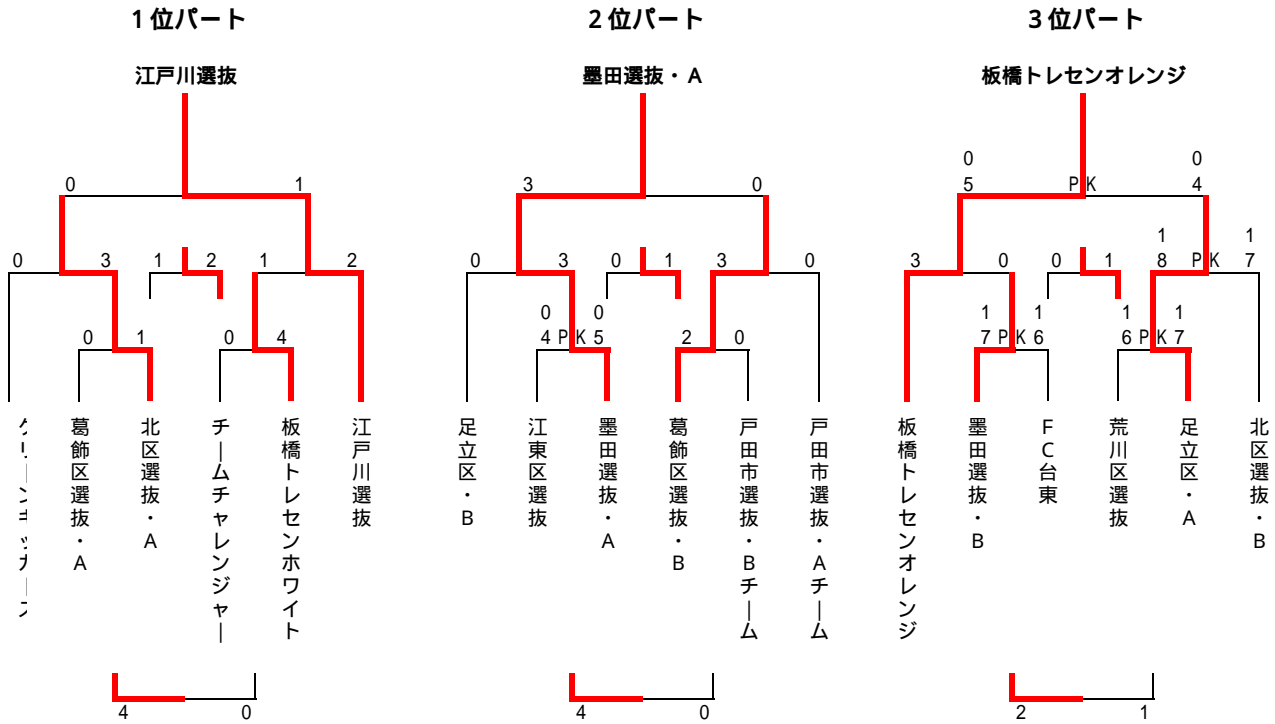 1位パート
2位パート
3位パート
江戸川選抜
墨田選抜・A
板橋トレセンオレンジ
0 0
0 1 3 0 5 PK 4
1 1
0 3 1 2 1 2 0 3 0 1 3 0 3 0 0 1 8 PK 7
0 0 1 1 1 1
0 1 0 4 4 PK 5 2 0 7 PK 6 6 PK 7
葛飾区選抜・A
北区選抜・A
チームチャレンジャー
板橋トレセンホワイト
江戸川選抜
足立区・B
江東区選抜
墨田選抜・A
葛飾区選抜・B
戸田市選抜・Bチーム
戸田市選抜・Aチーム
板橋トレセンオレンジ
墨田選抜・B
FC台東
荒川区選抜
足立区・A
北区選抜・B
4 0 4 0 2 1